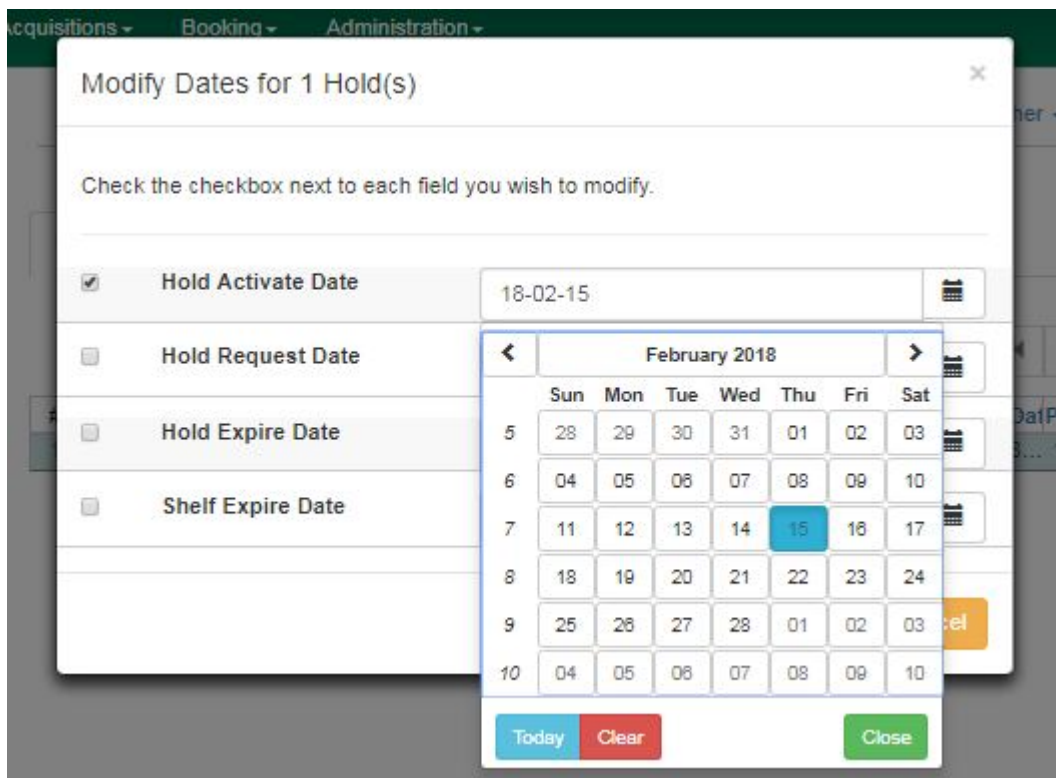 Acquisitions Booking Administration
Modify Dates for 1 Hold(s) ×
Check the checkbox next to each field you wish to modify.
Hold Activate Date 18-02-15
Hold Request Date
Hold Expire Date
Shelf Expire Date
February 2018
Sun Mon Tue Wed Thu Fri Sat
5 28 29 30 31 01 02 03
6 04 05 06 07 08 09 10
7 11 12 13 14 15 16 17
8 18 19 20 21 22 23 24
9 25 26 27 28 01 02 03
10 04 05 06 07 08 09 10
Today Clear Close